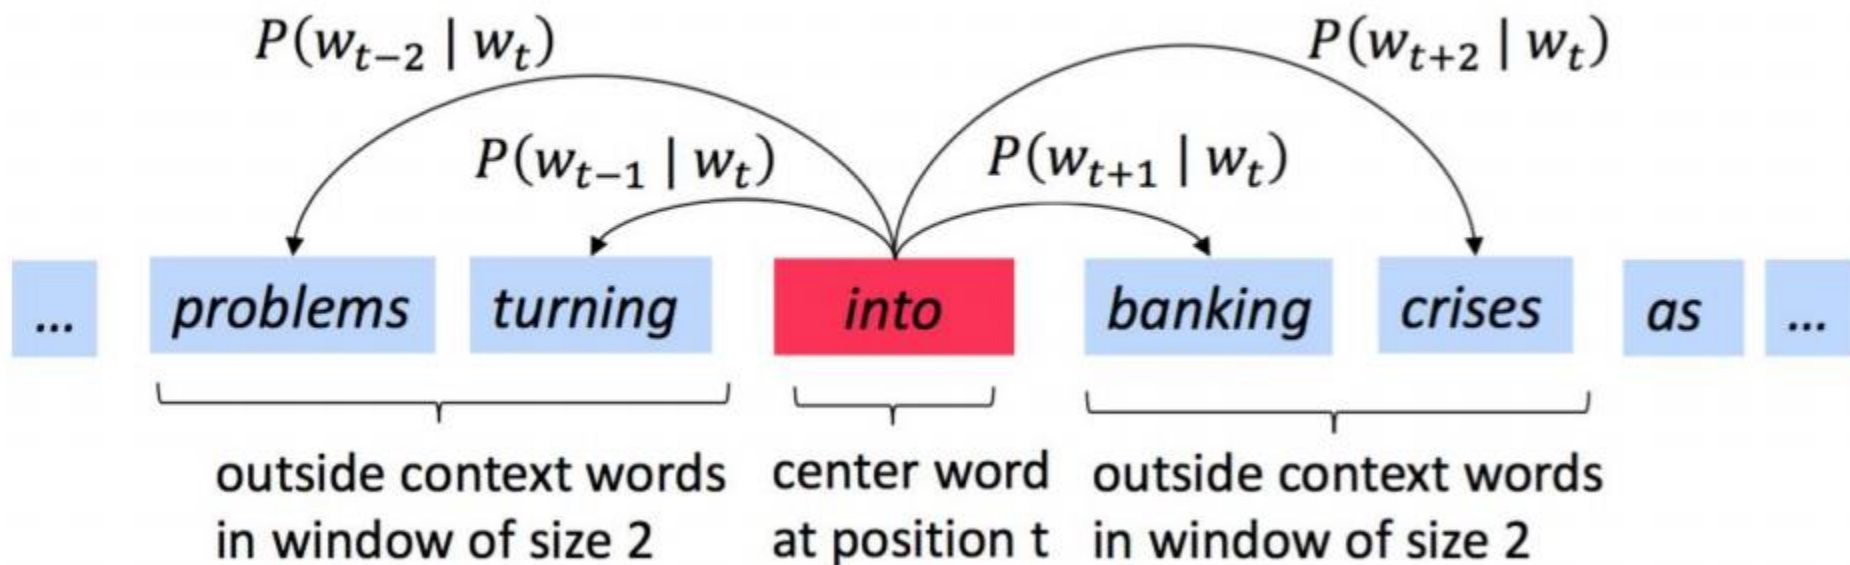 P(w_{t-2} | w_t)
P(w_{t+2} | w_t)
P(w_{t-1} | w_t)
P(w_{t+1} | w_t)
... problems turning into banking crises as ...
outside context words
in window of size 2
center word
at position t
outside context words
in window of size 2